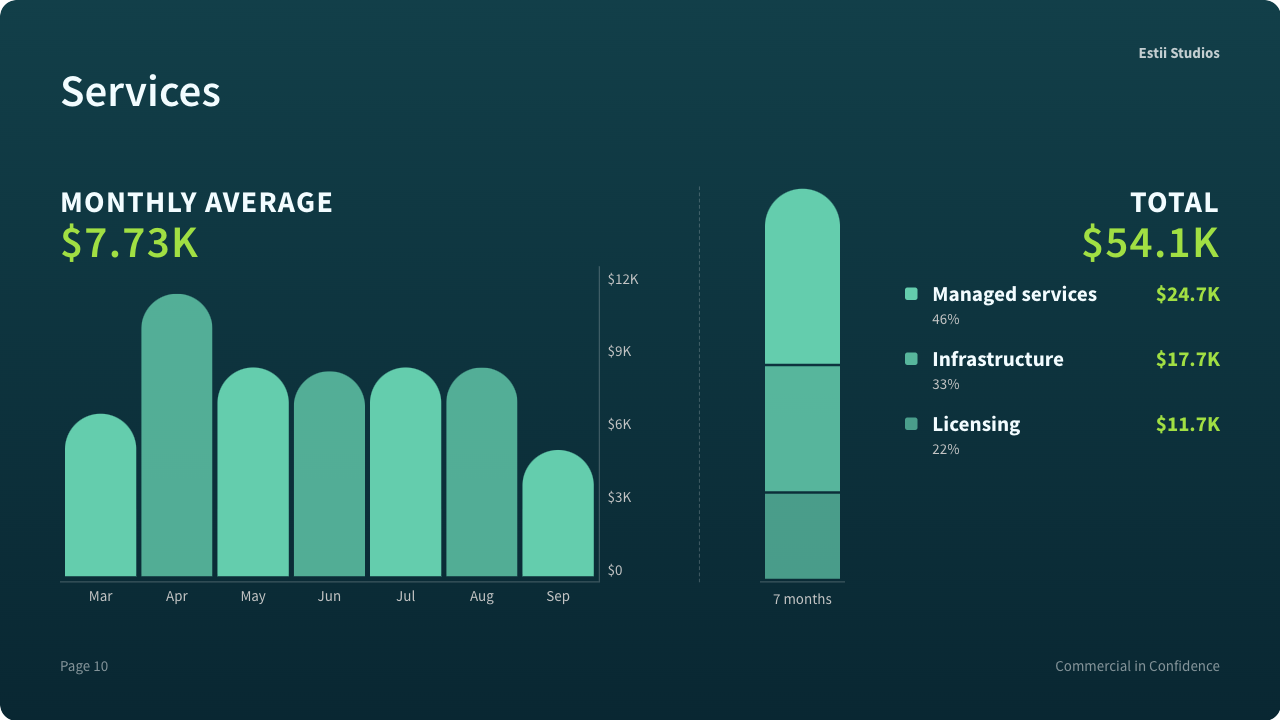 Estii Studios
Services
MONTHLY AVERAGE
$7.73K
$12K
$9K
$6K
$3K
$0
Mar Apr May Jun Jul Aug Sep
TOTAL
$54.1K
Managed services $24.7K
46%
Infrastructure $17.7K
33%
Licensing $11.7K
22%
7 months
Page 10
Commercial in Confidence